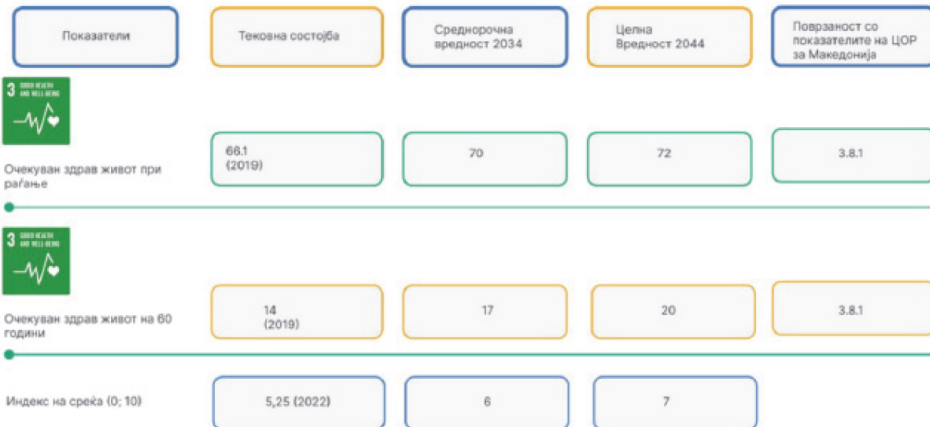 Показатели
Тековна состојба
Среднорочна
вредност 2034
Целна
Вредност 2044
Поврзаност со
показателите на ЦОР
за Македонија
3 GOOD HEALTH
AND WELL-BEING
Очекуван здрав живот при
раѓање
66.1
(2019)
70
72
3.8.1
3 GOOD HEALTH
AND WELL-BEING
Очекуван здрав живот на 60
години
14
(2019)
17
20
3.8.1
Индекс на среќа (0; 10)
5,25 (2022)
6
7